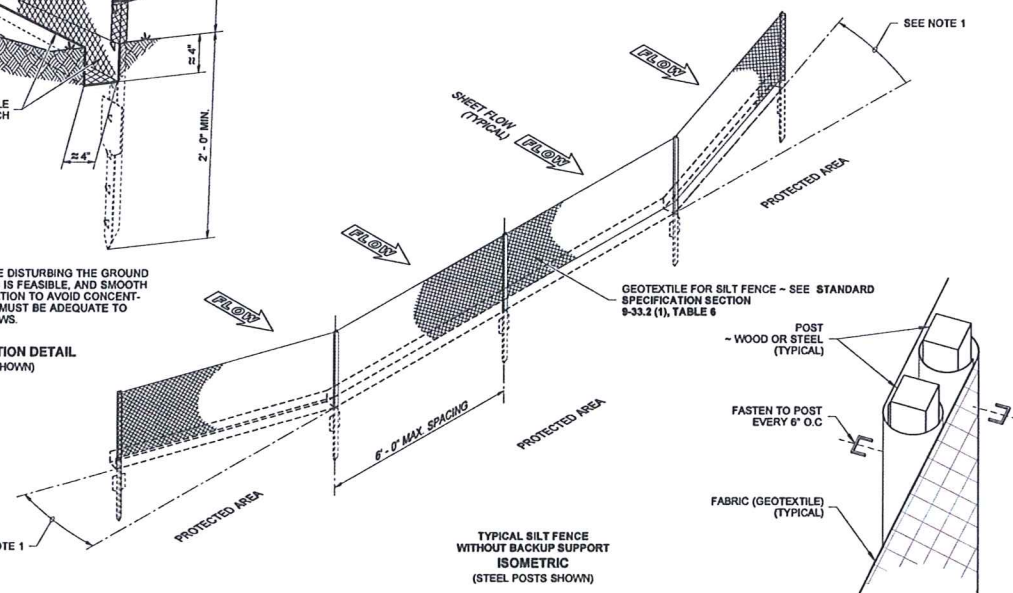 SEE NOTE 1
FLOW
≈ 4"
2' - 0" MIN.
≈ 4"
SHEET FLOW
(TYPICAL)
FLOW
PROTECTED AREA
FLOW
E DISTURBING THE GROUND
IS FEASIBLE, AND SMOOTH
TION TO AVOID CONCENT-
MUST BE ADEQUATE TO
WS.
FLOW
GEOTEXTILE FOR SILT FENCE ~ SEE STANDARD
SPECIFICATION SECTION
9-33.2 (1), TABLE 6
TION DETAIL
HOWN)
POST
~ WOOD OR STEEL
(TYPICAL)
FASTEN TO POST
EVERY 6" O.C
6' - 0" MAX. SPACING
PROTECTED AREA
PROTECTED AREA
FABRIC (GEOTEXTILE)
(TYPICAL)
OTE 1
TYPICAL SILT FENCE
WITHOUT BACKUP SUPPORT
ISOMETRIC
(STEEL POSTS SHOWN)